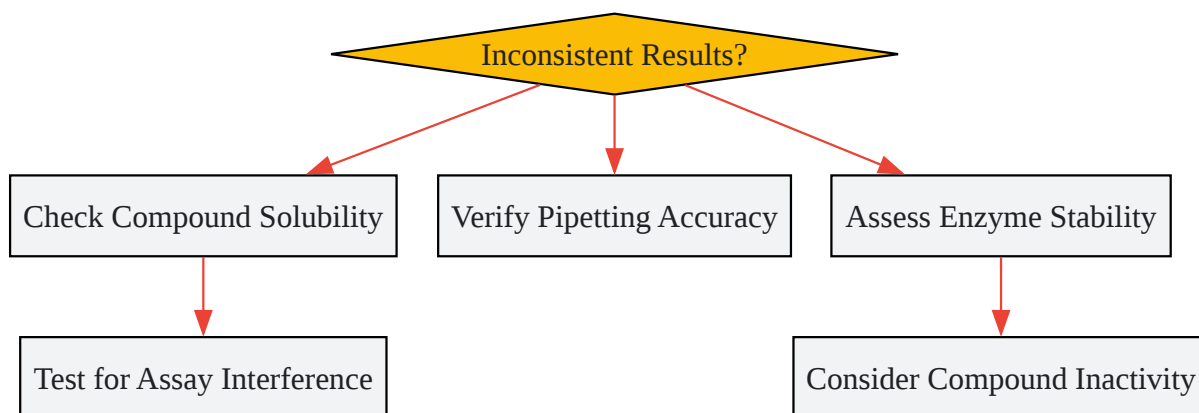 Inconsistent Results?
Check Compound Solubility
Verify Pipetting Accuracy
Assess Enzyme Stability
Test for Assay Interference
Consider Compound Inactivity